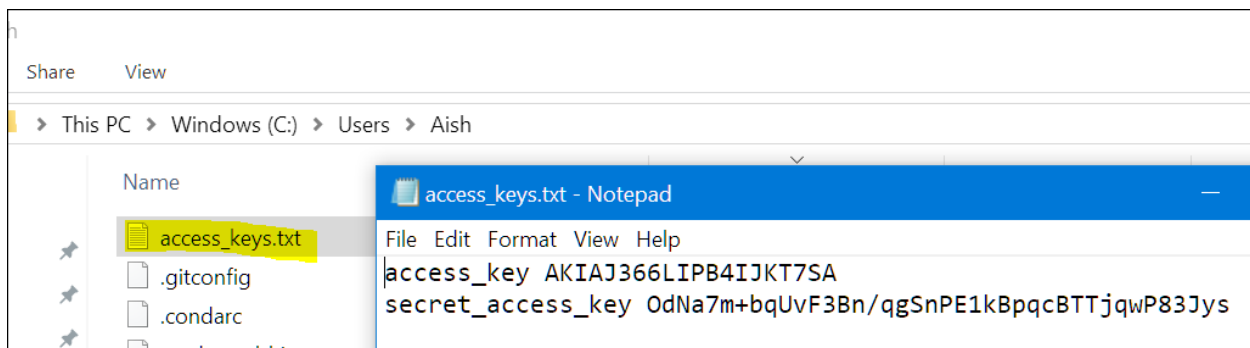 h
Share View
This PC > Windows (C:) > Users > Aish
Name
access_keys.txt
.gitconfig
.condarc
access_keys.txt - Notepad
File Edit Format View Help
access_key AKIAJ366LIPB4IJKT7SA
secret_access_key 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